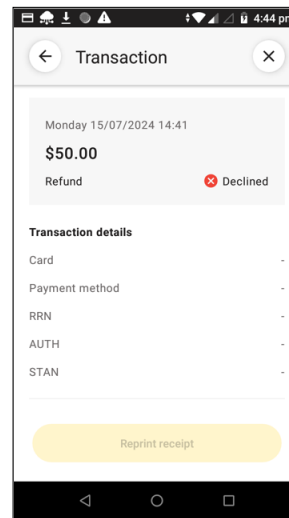 4:44 pm
Transaction
Monday 15/07/2024 14:41
$50.00
Refund Declined
Transaction details
Card -
Payment method -
RRN -
AUTH -
STAN -
Reprint receipt